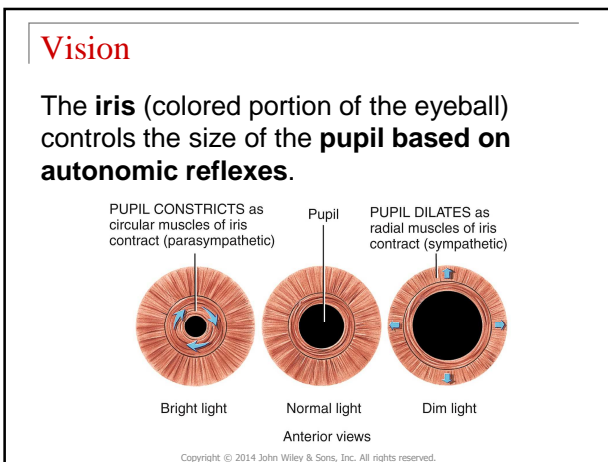 Vision
The iris (colored portion of the eyeball)
controls the size of the pupil based on
autonomic reflexes.
PUPIL CONSTRICTS as
circular muscles of iris
contract (parasympathetic)
Pupil
PUPIL DILATES as
radial muscles of iris
contract (sympathetic)
Bright light
Normal light
Dim light
Anterior views
Copyright © 2014 John Wiley & Sons, Inc. All rights reserved.